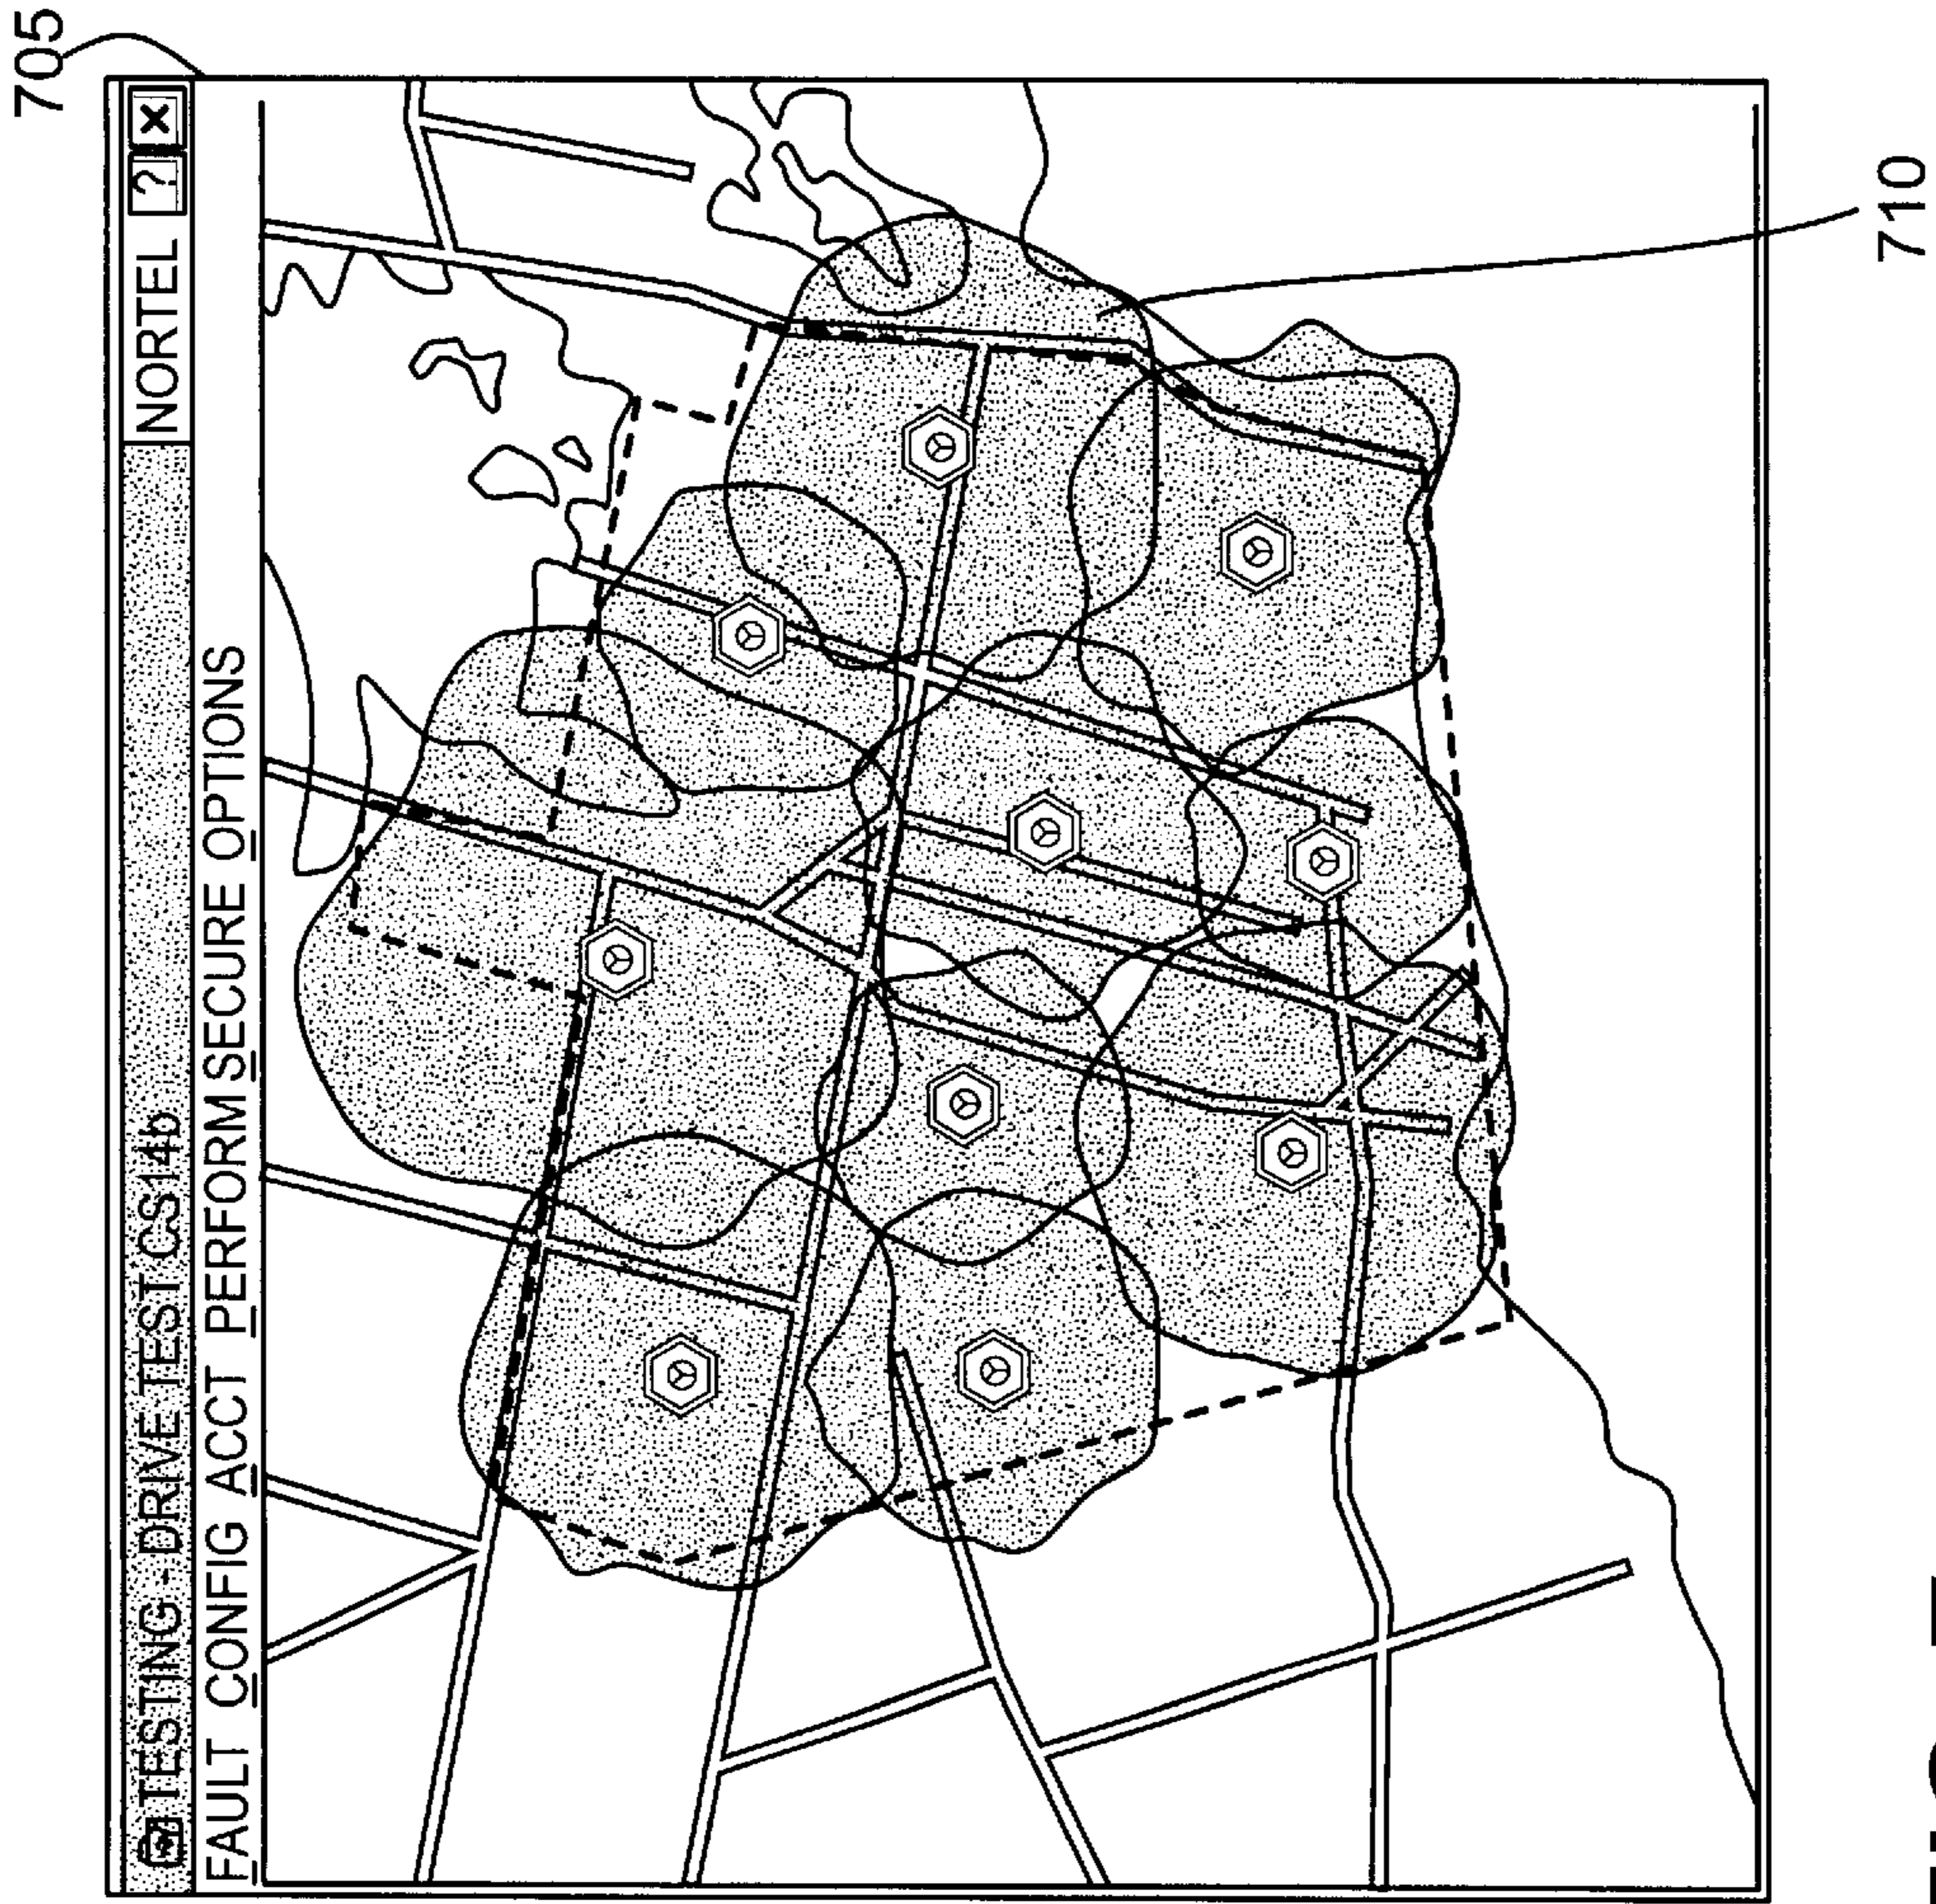 705
TESTING - DRIVE TEST CS14b NORTEL ? X
FAULT CONFIG ACCT PERFORM SECURE OPTIONS
710